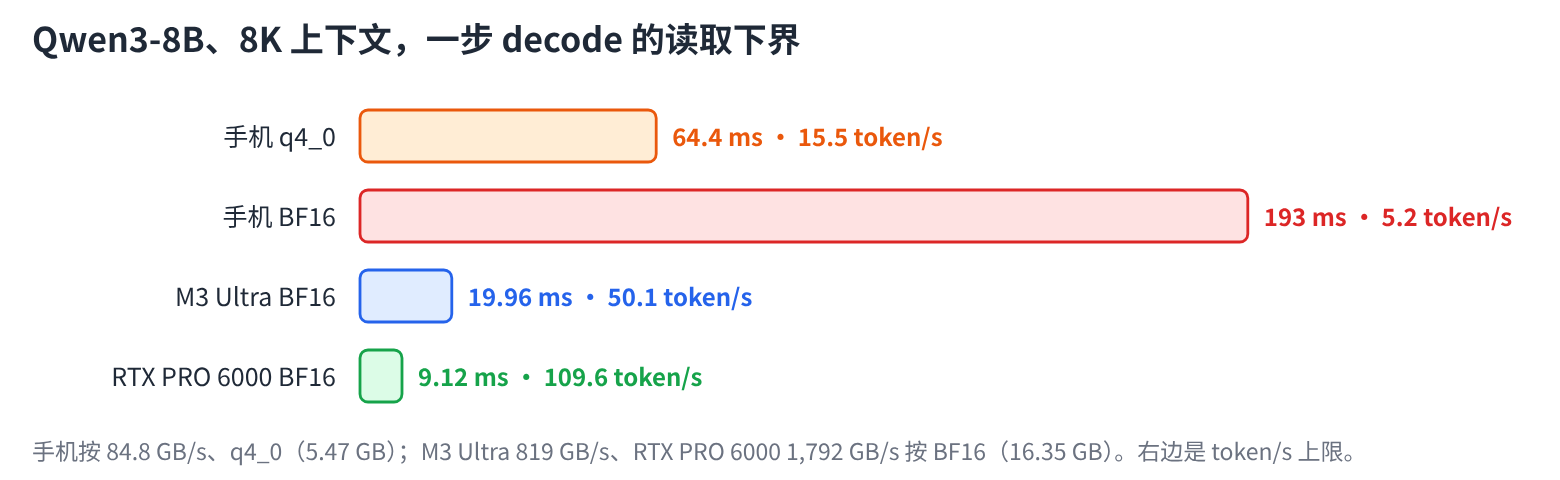 Qwen3-8B、8K 上下文，一步 decode 的读取下界
手机 q4_0 64.4 ms · 15.5 token/s
手机 BF16 193 ms · 5.2 token/s
M3 Ultra BF16 19.96 ms · 50.1 token/s
RTX PRO 6000 BF16 9.12 ms · 109.6 token/s
手机按 84.8 GB/s、q4_0（5.47 GB）；M3 Ultra 819 GB/s、RTX PRO 6000 1,792 GB/s 按 BF16（16.35 GB）。右边是 token/s 上限。